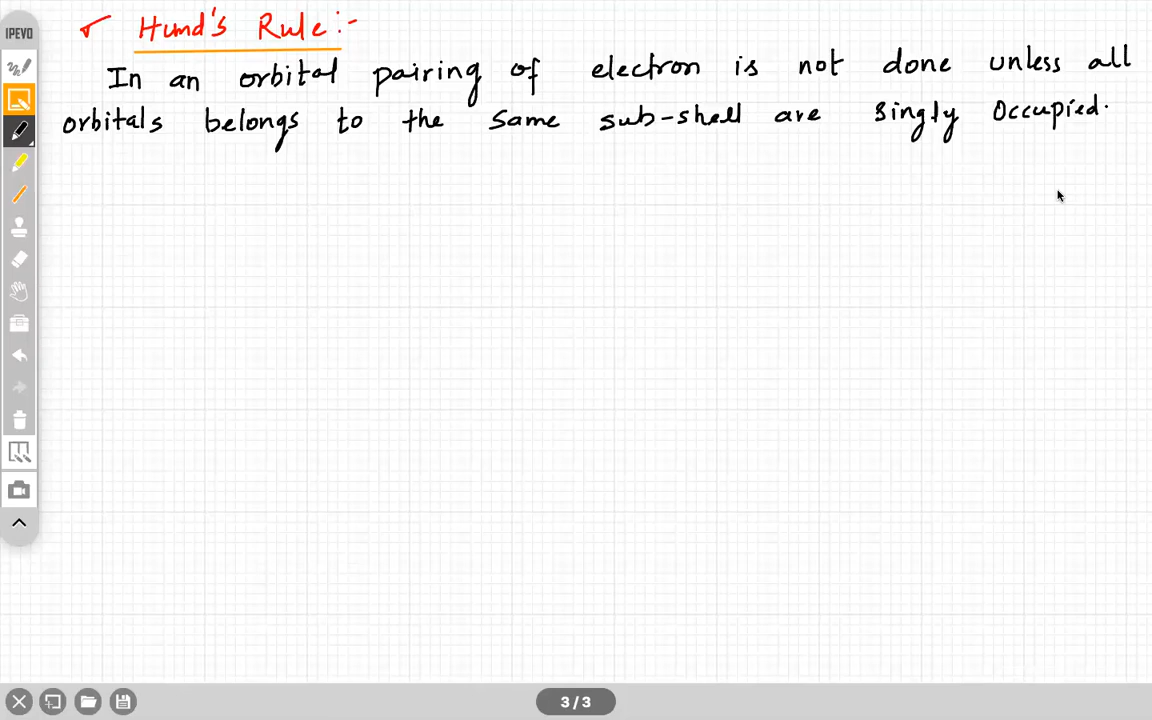 IPEVO
✓ Hund's Rule:-
In an orbital pairing of electron is not done unless all
orbitals belongs to the same sub-shell are singly occupied.
3/3